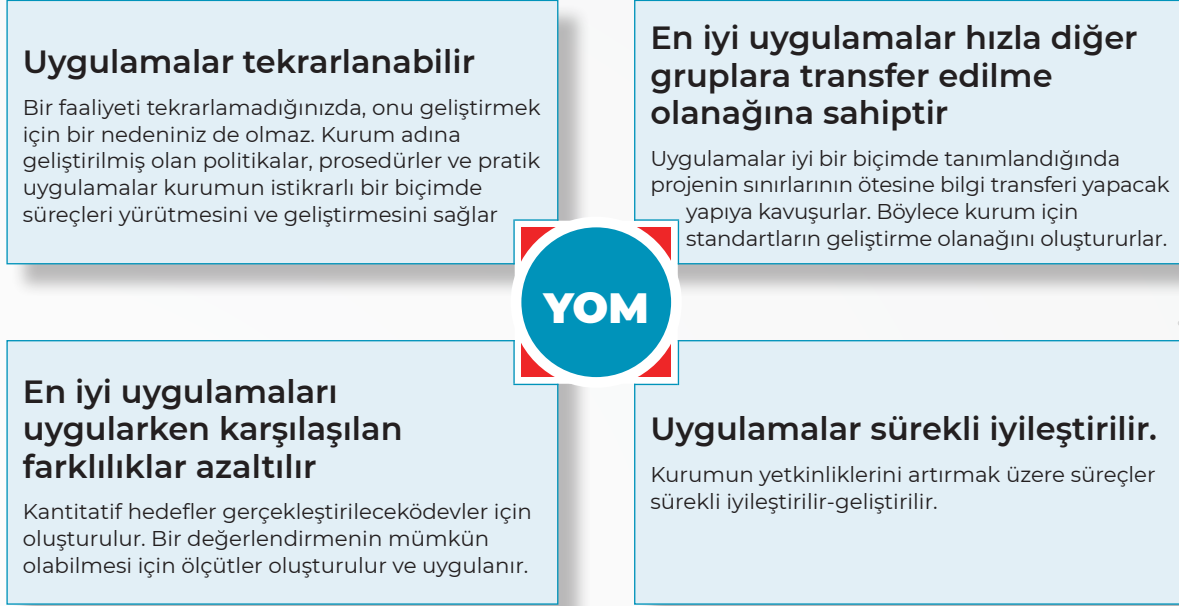 Uygulamalar tekrarlanabilir
Bir faaliyeti tekrarlamadığınızda, onu geliştirmek
için bir nedeniniz de olmaz. Kurum adına
geliştirilmiş olan politikalar, prosedürler ve pratik
uygulamalar kurumun istikrarlı bir biçimde
süreçleri yürütmesini ve geliştirmesini sağlar
En iyi uygulamalar hızla diğer
gruplara transfer edilme
olanağına sahiptir
Uygulamalar iyi bir biçimde tanımlandığında
projenin sınırlarının ötesine bilgi transferi yapacak
yapıya kavuşurlar. Böylece kurum için
standartların geliştirme olanağını oluştururlar.
YOM
En iyi uygulamaları
uygularken karşılaşılan
farklılıklar azaltılır
Kantitatif hedefler gerçekleştirileceködevler için
oluşturulur. Bir değerlendirmenin mümkün
olabilmesi için ölçütler oluşturulur ve uygulanır.
Uygulamalar sürekli iyileştirilir.
Kurumun yetkinliklerini artırmak üzere süreçler
sürekli iyileştirilir-geliştirilir.